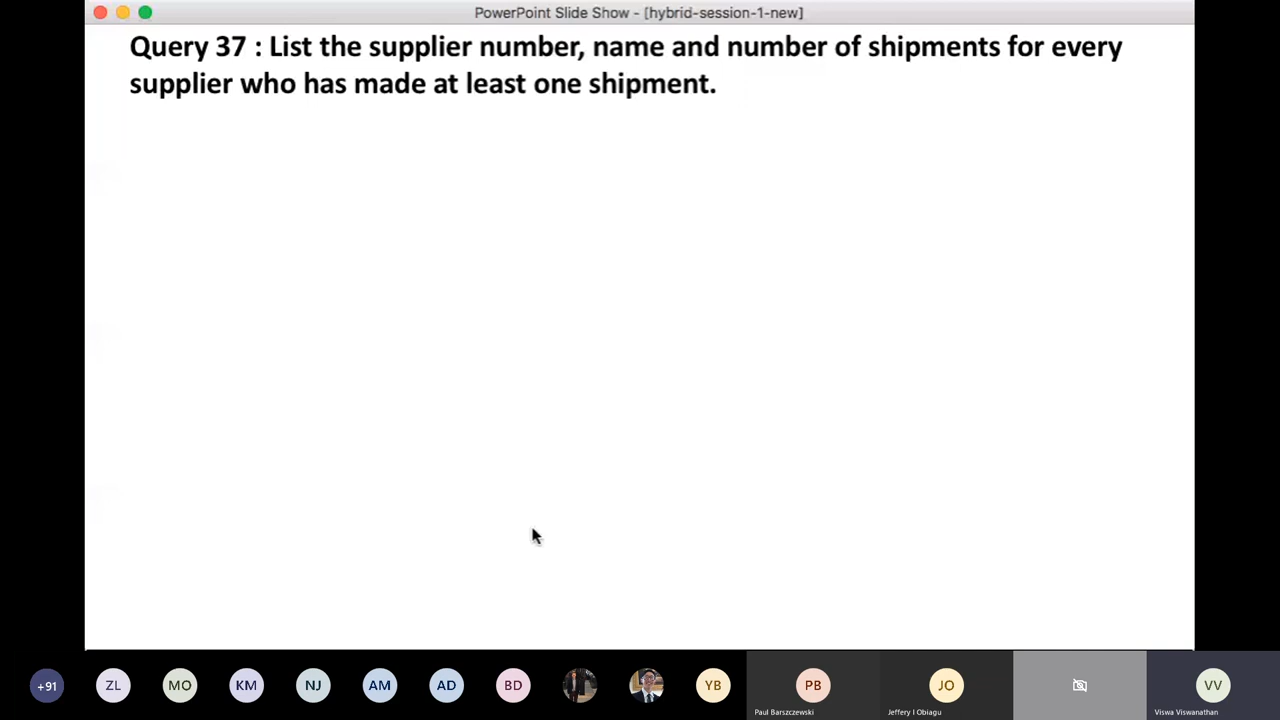 PowerPoint Slide Show - [hybrid-session-1-new]
Query 37 : List the supplier number, name and number of shipments for every
supplier who has made at least one shipment.
+91 ZL MO KM NJ AM AD BD YB PB JO VV
Paul Barszczewski Jeffery I Obiagu Viswa Viswanathan